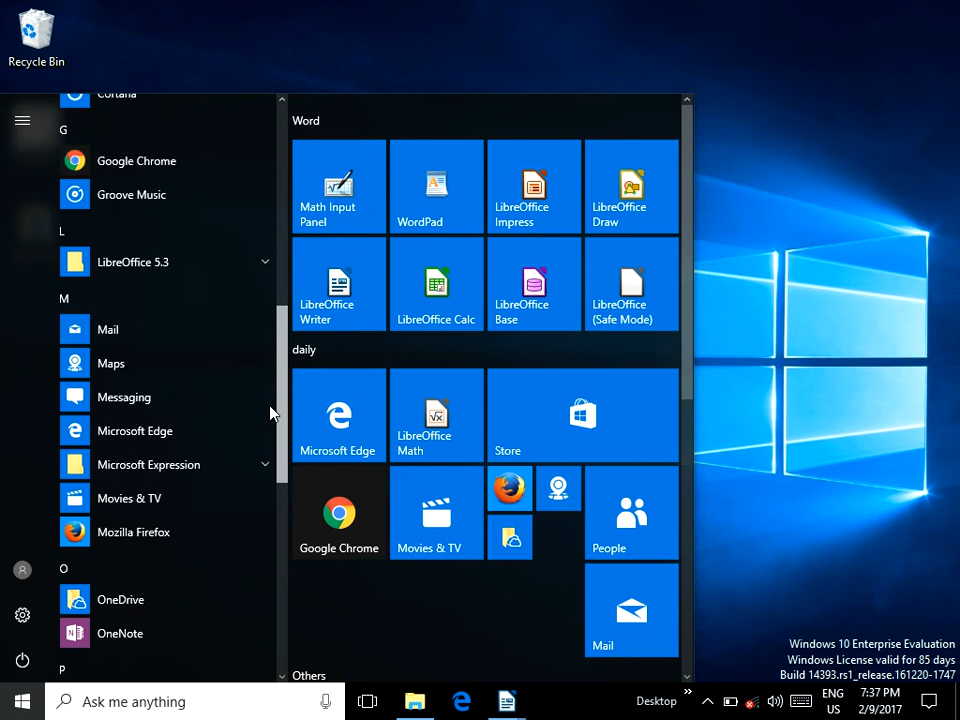 Recycle Bin
Cortana
G
Google Chrome
Groove Music
L
LibreOffice 5.3
M
Mail
Maps
Messaging
Microsoft Edge
Microsoft Expression
Movies & TV
Mozilla Firefox
O
OneDrive
OneNote
P
Word
Math Input
Panel
WordPad
LibreOffice
Impress
LibreOffice
Draw
LibreOffice
Writer
LibreOffice Calc
LibreOffice
Base
LibreOffice
(Safe Mode)
daily
Microsoft Edge
LibreOffice
Math
Store
Google Chrome
Movies & TV
People
Mail
Others
Windows 10 Enterprise Evaluation
Windows License valid for 85 days
Build 14393.rs1_release.161220-1747
Ask me anything
Desktop
»
ENG
US
7:37 PM
2/9/2017